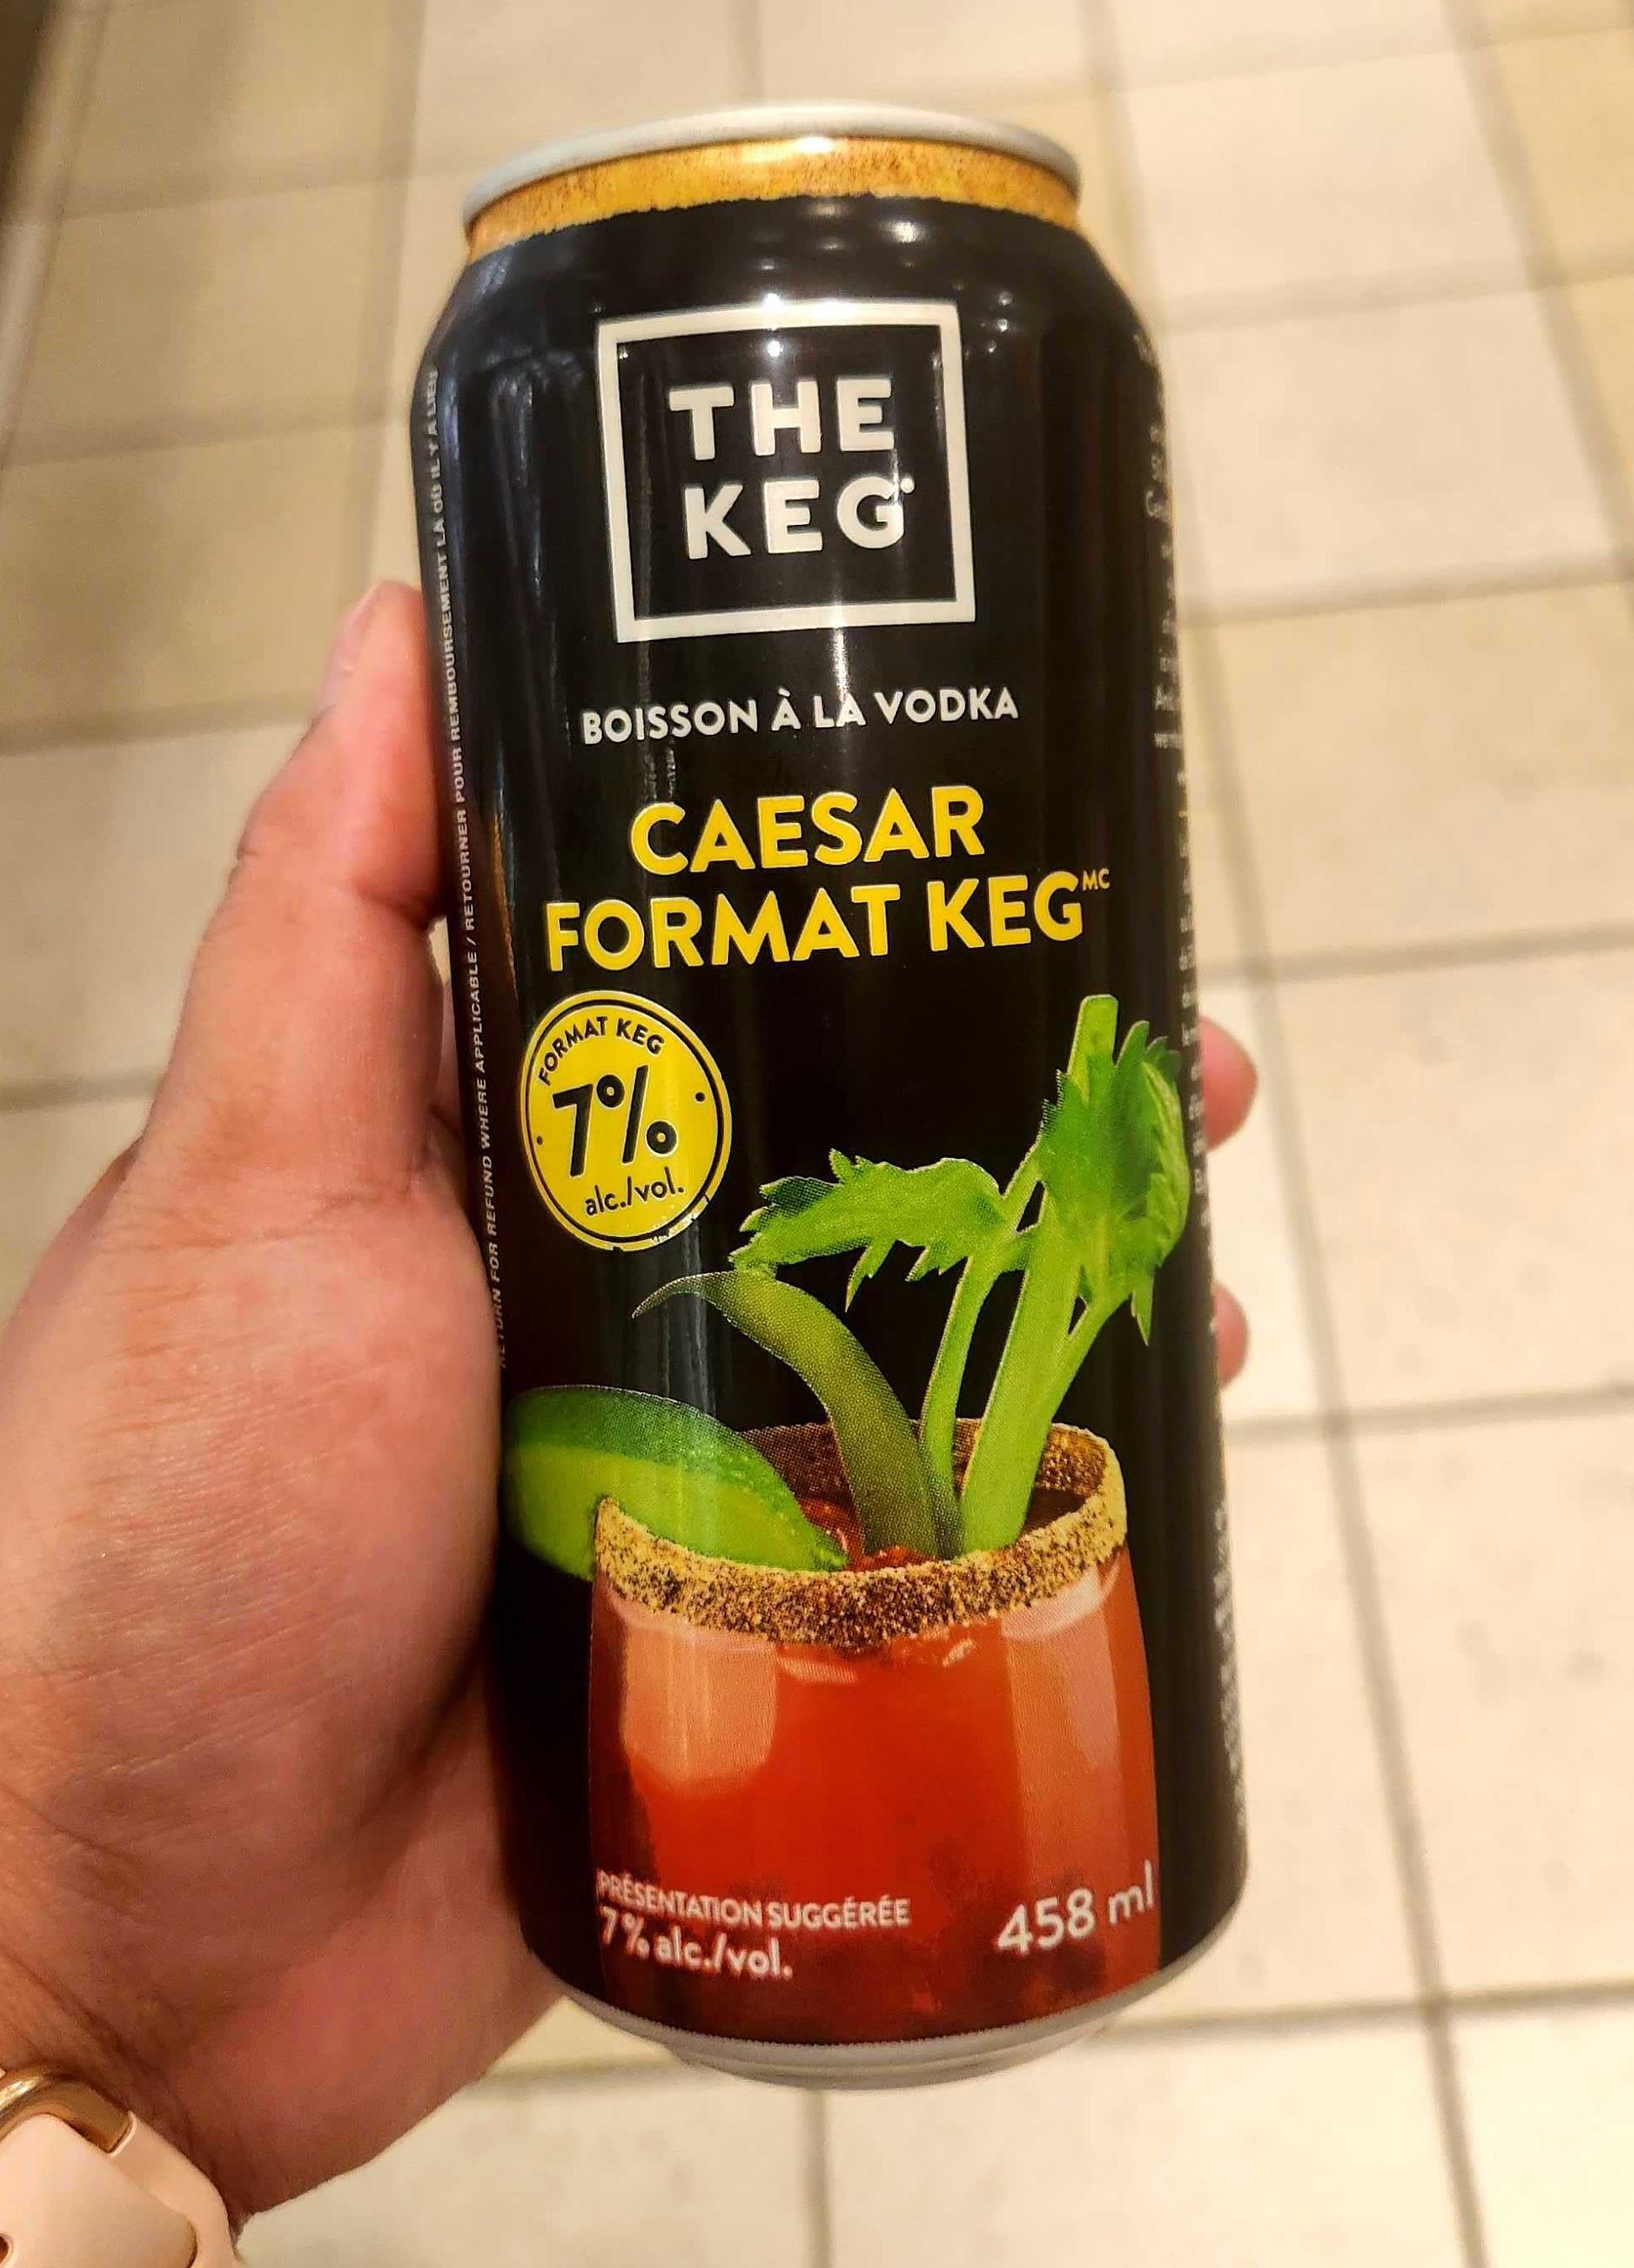 THE
KEG
BOISSON À LA VODKA
CAESAR
FORMAT KEG MC
FORMAT KEG
7%
alc./vol.
PRÉSENTATION SUGGÉRÉE
7% alc./vol.
458 ml
RETURN FOR REFUND WHERE APPLICABLE / RETOURNER POUR REMBOURSEMENT LÀ OÙ IL Y A LIEU